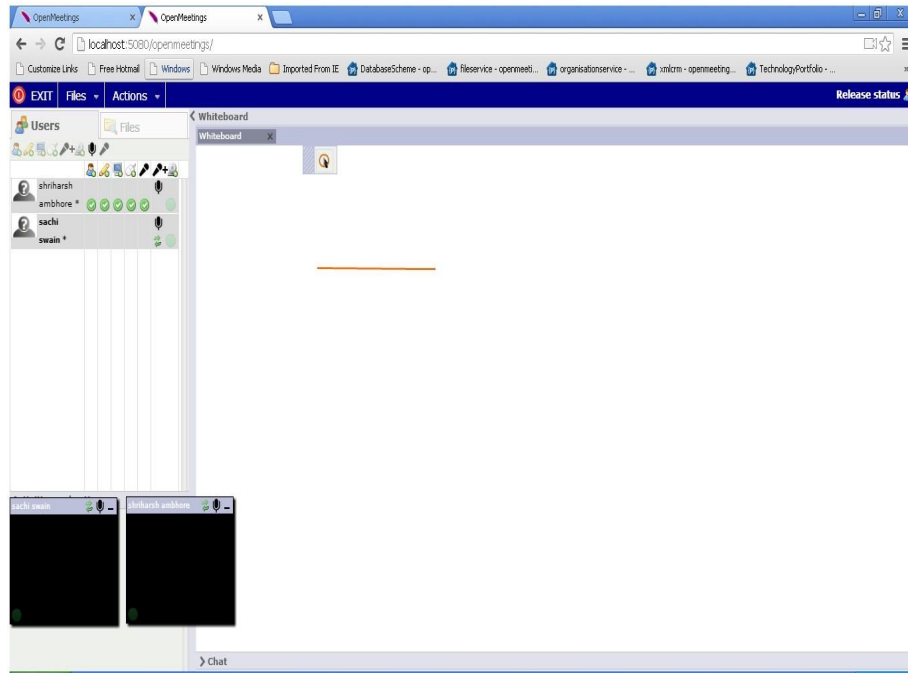 OpenMeetings x OpenMeetings x
localhost:5080/openmeetings/
Customize Links Free Hotmail Windows Windows Media Imported From IE DatabaseScheme - op... fileservice - openmeeti... organisationservice - ... xmlcrm - openmeeting... TechnologyPortfolio - ...
EXIT Files Actions Release status
Users Files
Whiteboard
Whiteboard X
shriharsh
ambhore *
sachi
swain *
sachi swain shriharsh ambhore
Chat